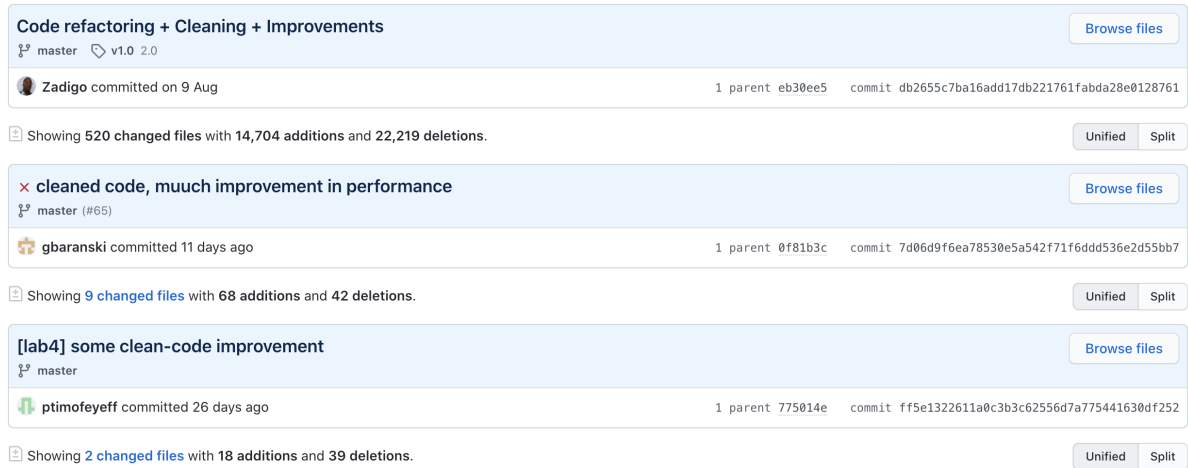 Code refactoring + Cleaning + Improvements
Browse files
master v1.0 2.0
Zadigo committed on 9 Aug 1 parent eb30ee5 commit db2655c7ba16add17db221761fabda28e0128761
Showing 520 changed files with 14,704 additions and 22,219 deletions. Unified Split
cleaned code, muuch improvement in performance
Browse files
master (#65)
gbaranski committed 11 days ago 1 parent 0f81b3c commit 7d06d9f6ea78530e5a542f71f6ddd536e2d55bb7
Showing 9 changed files with 68 additions and 42 deletions. Unified Split
[lab4] some clean-code improvement
Browse files
master
ptimofeyeff committed 26 days ago 1 parent 775014e commit ff5e1322611a0c3b3c62556d7a775441630df252
Showing 2 changed files with 18 additions and 39 deletions. Unified Split